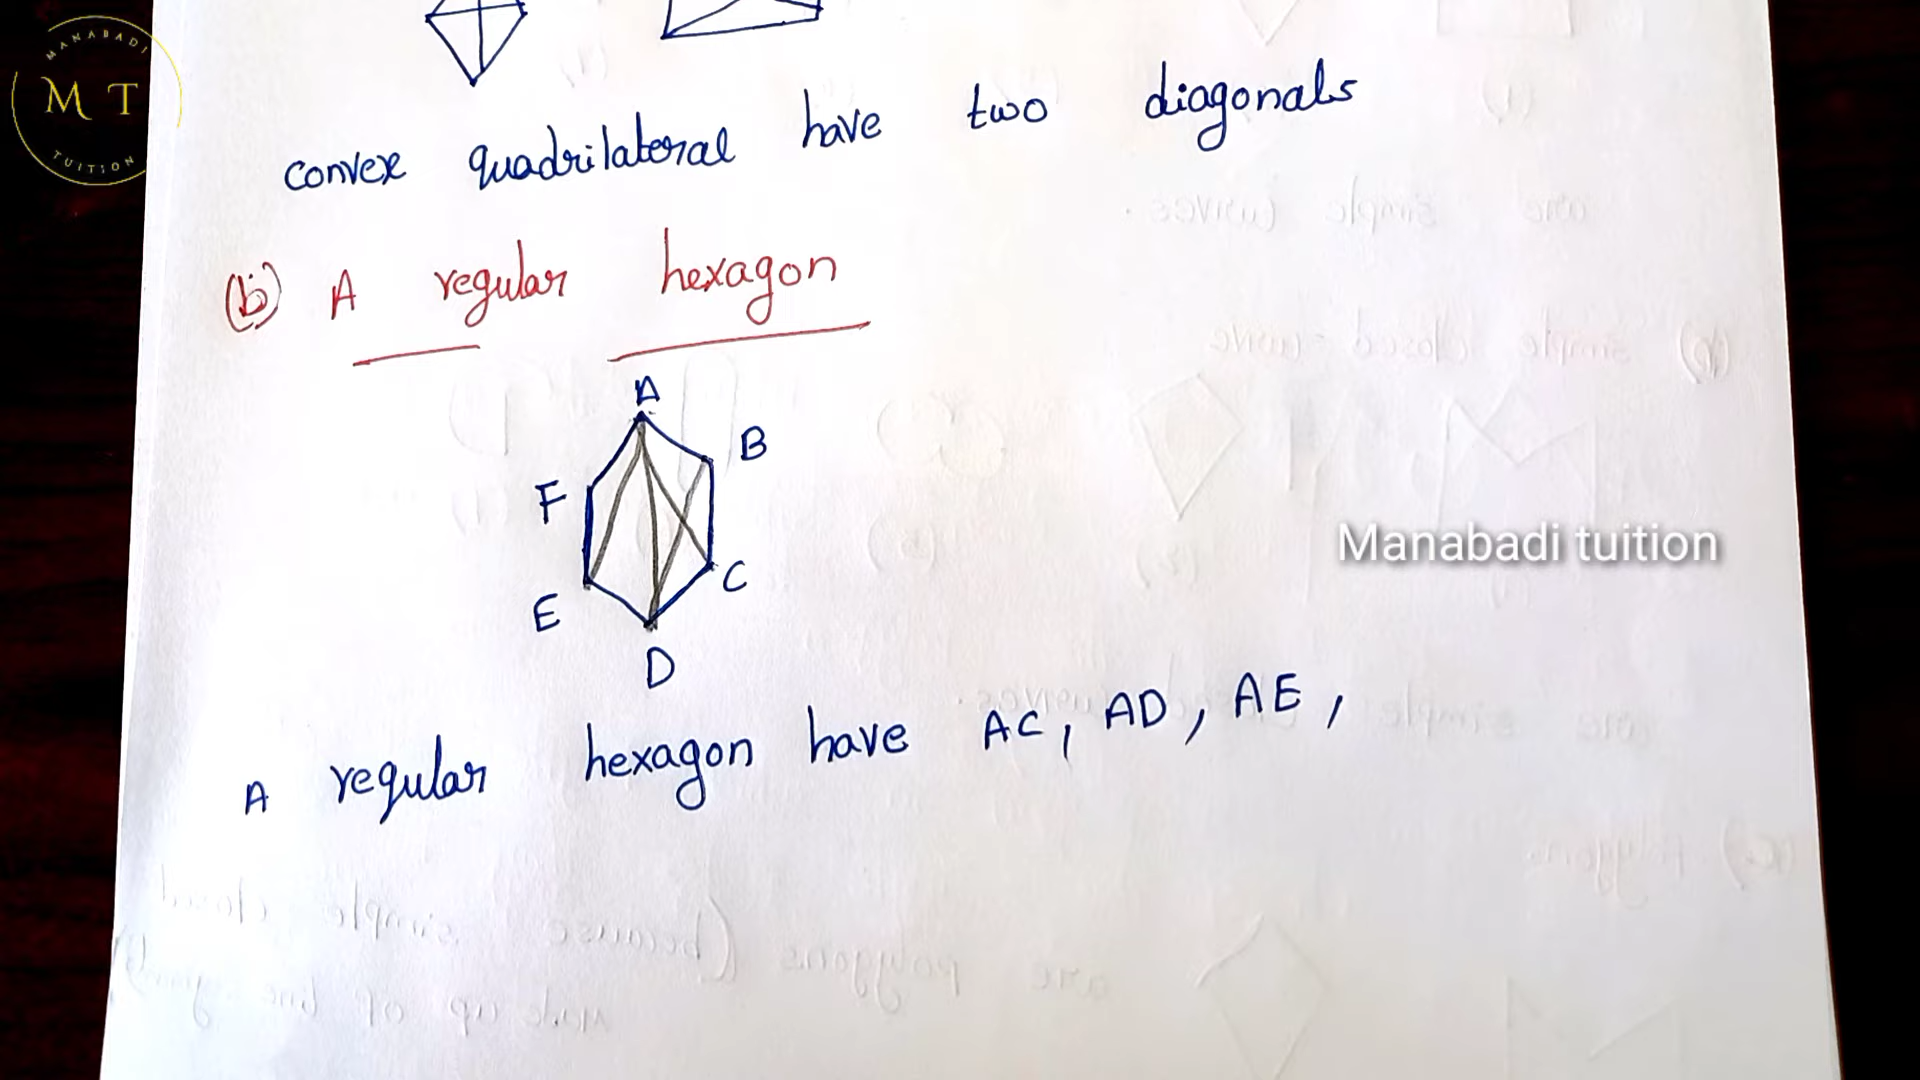 MANABADI
M T
TUITION
convex quadrilateral have two diagonals
(b) A regular hexagon
A
B
F
C
E
D
Manabadi tuition
A regular hexagon have AC, AD, AE,